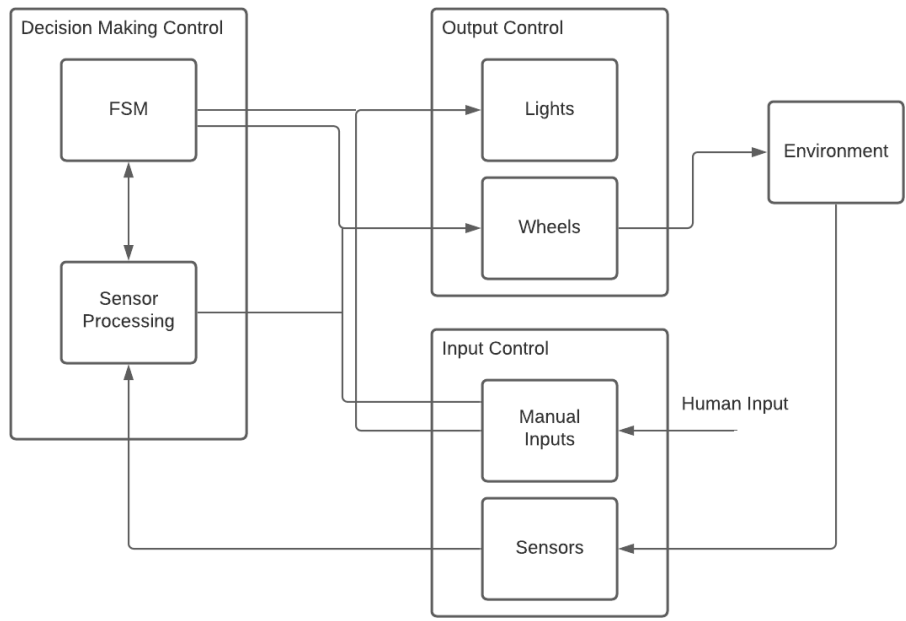 Decision Making Control
FSM
Sensor
Processing
Output Control
Lights
Wheels
Environment
Input Control
Manual
Inputs
Human Input
Sensors